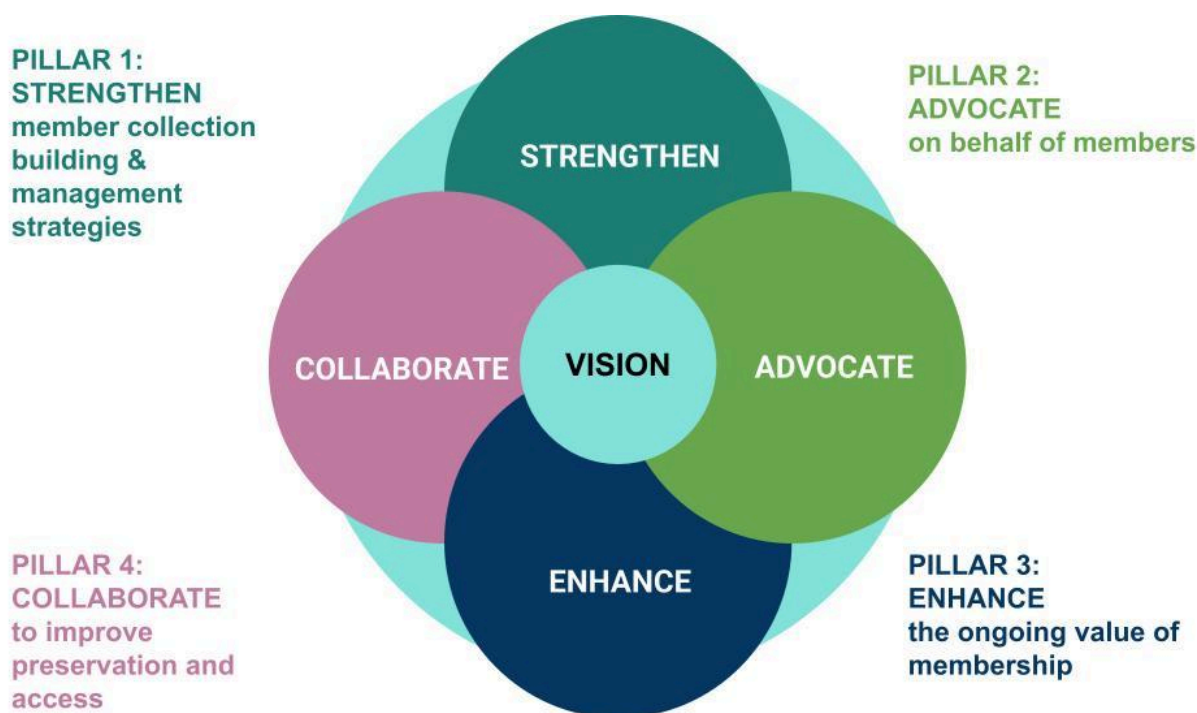 PILLAR 1:
STRENGTHEN
member collection
building &
management
strategies
PILLAR 2:
ADVOCATE
on behalf of members
STRENGTHEN
COLLABORATE
VISION
ADVOCATE
ENHANCE
PILLAR 4:
COLLABORATE
to improve
preservation and
access
PILLAR 3:
ENHANCE
the ongoing value of
membership